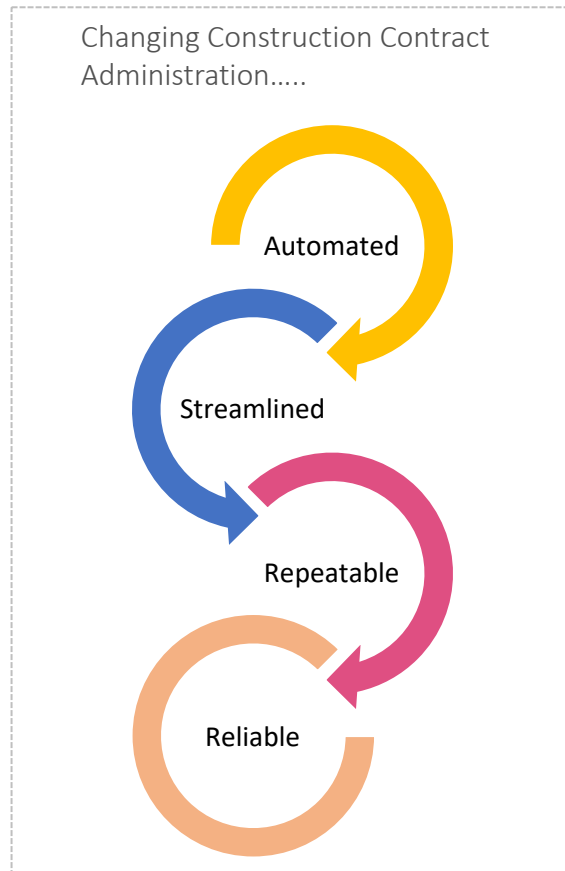 Changing Construction Contract
Administration.....
Automated
Streamlined
Repeatable
Reliable